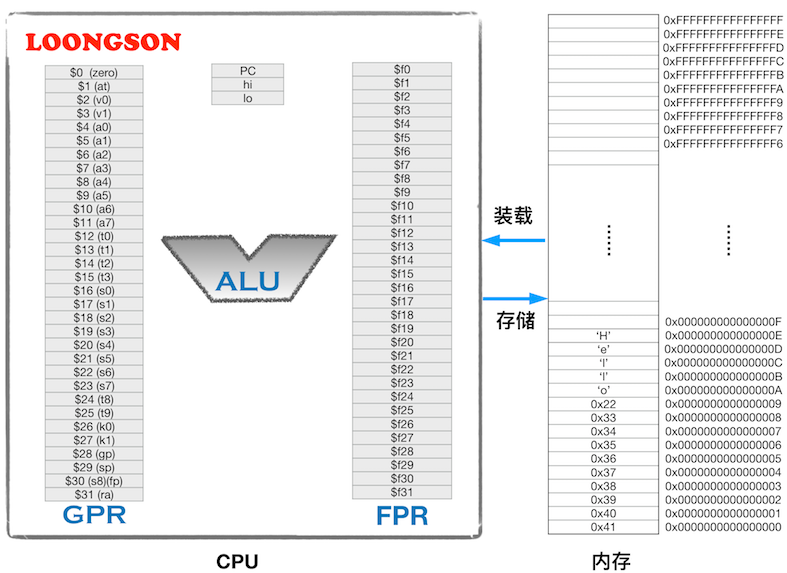 LOONGSON
$0 (zero)
$1 (at)
$2 (v0)
$3 (v1)
$4 (a0)
$5 (a1)
$6 (a2)
$7 (a3)
$8 (a4)
$9 (a5)
$10 (a6)
$11 (a7)
$12 (t0)
$13 (t1)
$14 (t2)
$15 (t3)
$16 (s0)
$17 (s1)
$18 (s2)
$19 (s3)
$20 (s4)
$21 (s5)
$22 (s6)
$23 (s7)
$24 (t8)
$25 (t9)
$26 (k0)
$27 (k1)
$28 (gp)
$29 (sp)
$30 (s8)(fp)
$31 (ra)
GPR
PC
hi
lo
ALU
$f0
$f1
$f2
$f3
$f4
$f5
$f6
$f7
$f8
$f9
$f10
$f11
$f12
$f13
$f14
$f15
$f16
$f17
$f18
$f19
$f20
$f21
$f22
$f23
$f24
$f25
$f26
$f27
$f28
$f29
$f30
$f31
FPR
CPU
装载
存储
0xFFFFFFFFFFFFFFFF
0xFFFFFFFFFFFFFFFE
0xFFFFFFFFFFFFFFFD
0xFFFFFFFFFFFFFFFC
0xFFFFFFFFFFFFFFFB
0xFFFFFFFFFFFFFFFA
0xFFFFFFFFFFFFFFF9
0xFFFFFFFFFFFFFFF8
0xFFFFFFFFFFFFFFF7
0xFFFFFFFFFFFFFFF6
0x000000000000000F
‘H’ 0x000000000000000E
‘e’ 0x000000000000000D
‘l’ 0x000000000000000C
‘l’ 0x000000000000000B
‘o’ 0x000000000000000A
0x22 0x0000000000000009
0x33 0x0000000000000008
0x34 0x0000000000000007
0x35 0x0000000000000006
0x36 0x0000000000000005
0x37 0x0000000000000004
0x38 0x0000000000000003
0x39 0x0000000000000002
0x40 0x0000000000000001
0x41 0x0000000000000000
内存